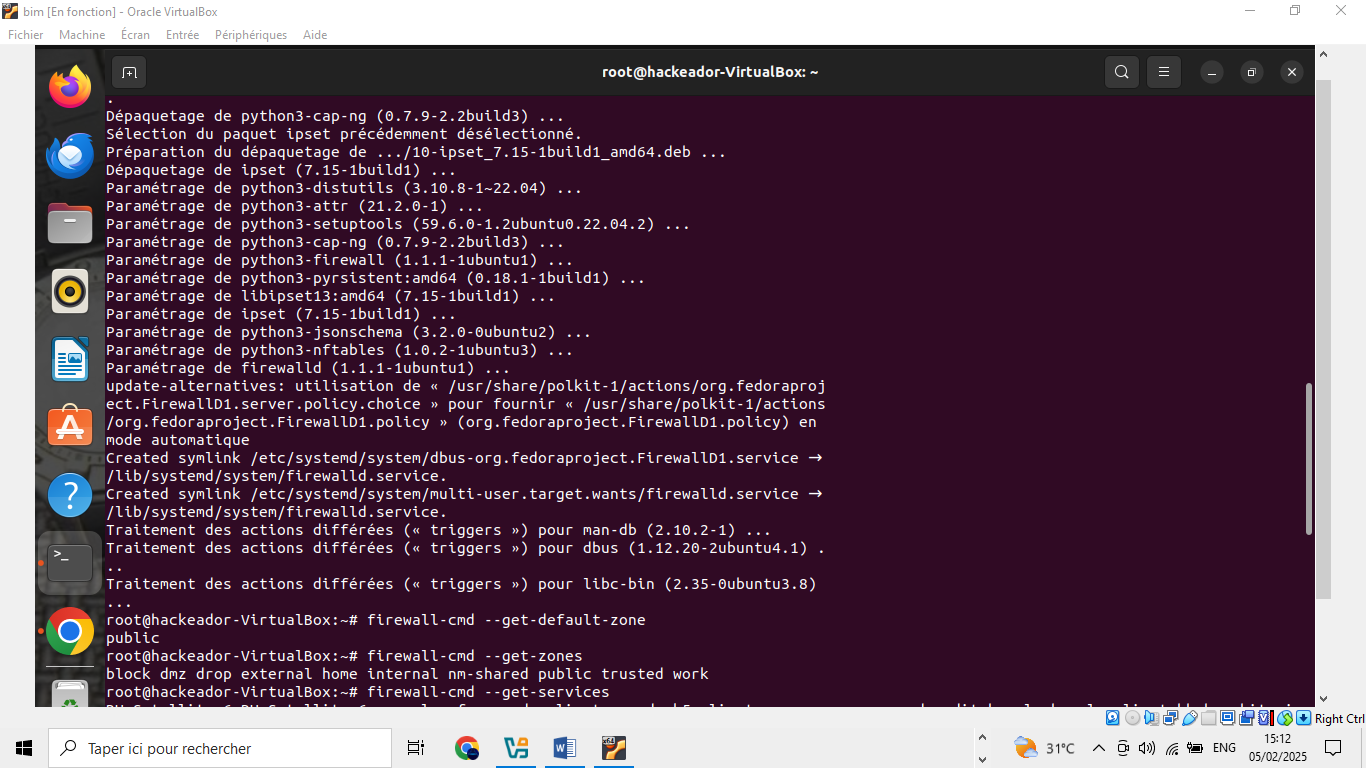 bim [En fonction] - Oracle VirtualBox
Fichier Machine Écran Entrée Périphériques Aide
root@hackeador-VirtualBox: ~
.
Dépaquetage de python3-cap-ng (0.7.9-2.2build3) ...
Sélection du paquet ipset précédemment désélectionné.
Préparation du dépaquetage de .../10-ipset_7.15-1build1_amd64.deb ...
Dépaquetage de ipset (7.15-1build1) ...
Paramétrage de python3-distutils (3.10.8-1~22.04) ...
Paramétrage de python3-attr (21.2.0-1) ...
Paramétrage de python3-setuptools (59.6.0-1.2ubuntu0.22.04.2) ...
Paramétrage de python3-cap-ng (0.7.9-2.2build3) ...
Paramétrage de python3-firewall (1.1.1-1ubuntu1) ...
Paramétrage de python3-pyrsistent:amd64 (0.18.1-1build1) ...
Paramétrage de libipset13:amd64 (7.15-1build1) ...
Paramétrage de ipset (7.15-1build1) ...
Paramétrage de python3-jsonschema (3.2.0-0ubuntu2) ...
Paramétrage de python3-nftables (1.0.2-1ubuntu3) ...
Paramétrage de firewalld (1.1.1-1ubuntu1) ...
update-alternatives: utilisation de « /usr/share/polkit-1/actions/org.fedoraproj
ect.FirewallD1.server.policy.choice » pour fournir « /usr/share/polkit-1/actions
/org.fedoraproject.FirewallD1.policy » (org.fedoraproject.FirewallD1.policy) en
mode automatique
Created symlink /etc/systemd/system/dbus-org.fedoraproject.FirewallD1.service →
/lib/systemd/system/firewalld.service.
Created symlink /etc/systemd/system/multi-user.target.wants/firewalld.service →
/lib/systemd/system/firewalld.service.
Traitement des actions différées (« triggers ») pour man-db (2.10.2-1) ...
Traitement des actions différées (« triggers ») pour dbus (1.12.20-2ubuntu4.1) .
..
Traitement des actions différées (« triggers ») pour libc-bin (2.35-0ubuntu3.8)
...
root@hackeador-VirtualBox:~# firewall-cmd --get-default-zone
public
root@hackeador-VirtualBox:~# firewall-cmd --get-zones
block dmz drop external home internal nm-shared public trusted work
root@hackeador-VirtualBox:~# firewall-cmd --get-services
Right Ctrl
Taper ici pour rechercher
31°C
ENG
15:12
05/02/2025